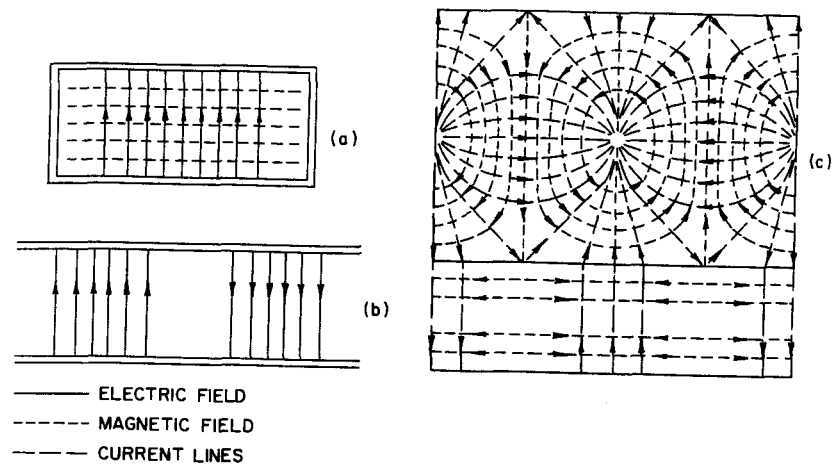 (a)
(b)
(c)
ELECTRIC FIELD
MAGNETIC FIELD
CURRENT LINES